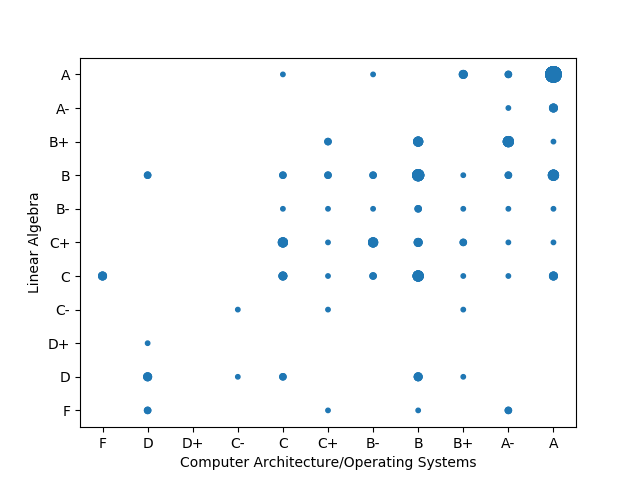 A
A-
B+
B
B-
C+
C
C-
D+
D
F
Linear Algebra
F D D+ C- C C+ B- B B+ A- A
Computer Architecture/Operating Systems